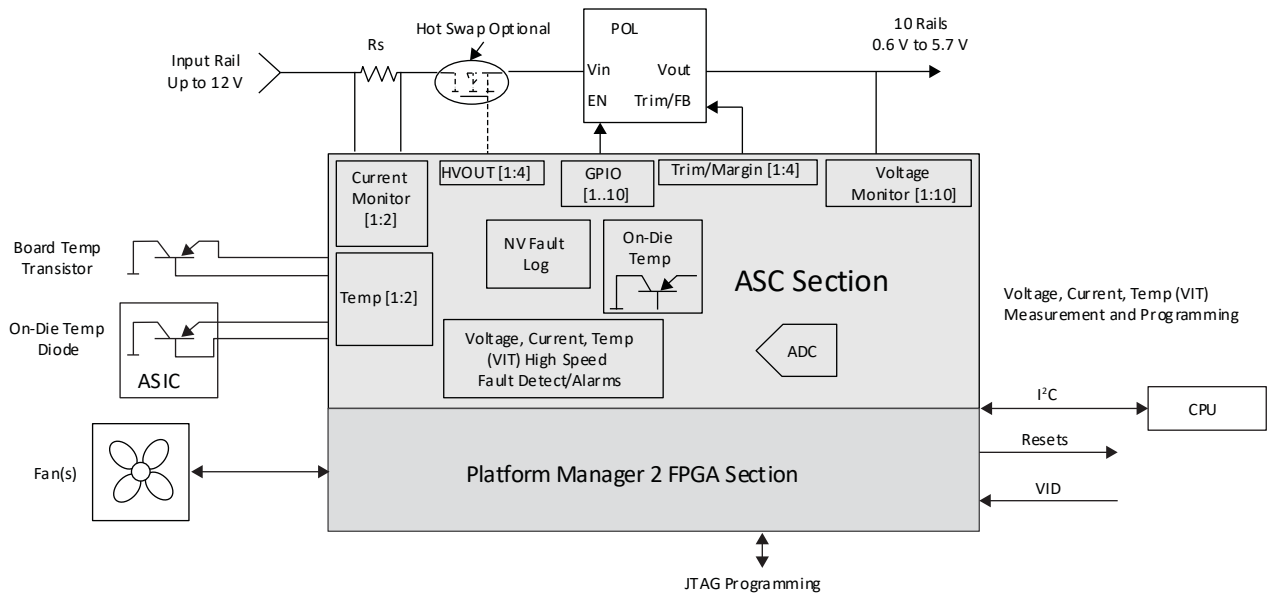 Hot Swap Optional
POL
10 Rails
0.6 V to 5.7 V
Rs
Input Rail
Up to 12 V
Vin
Vout
EN
Trim/FB
Current
Monitor
[1:2]
HVOUT [1:4]
GPIO
[1..10]
Trim/Margin [1:4]
Voltage
Monitor [1:10]
Board Temp
Transistor
NV Fault
Log
On-Die
Temp
ASC Section
Temp [1:2]
Voltage, Current, Temp (VIT)
Measurement and Programming
On-Die Temp
Diode
ASIC
Voltage, Current, Temp
(VIT) High Speed
Fault Detect/Alarms
ADC
I²C
CPU
Resets
Fan(s)
Platform Manager 2 FPGA Section
VID
JTAG Programming